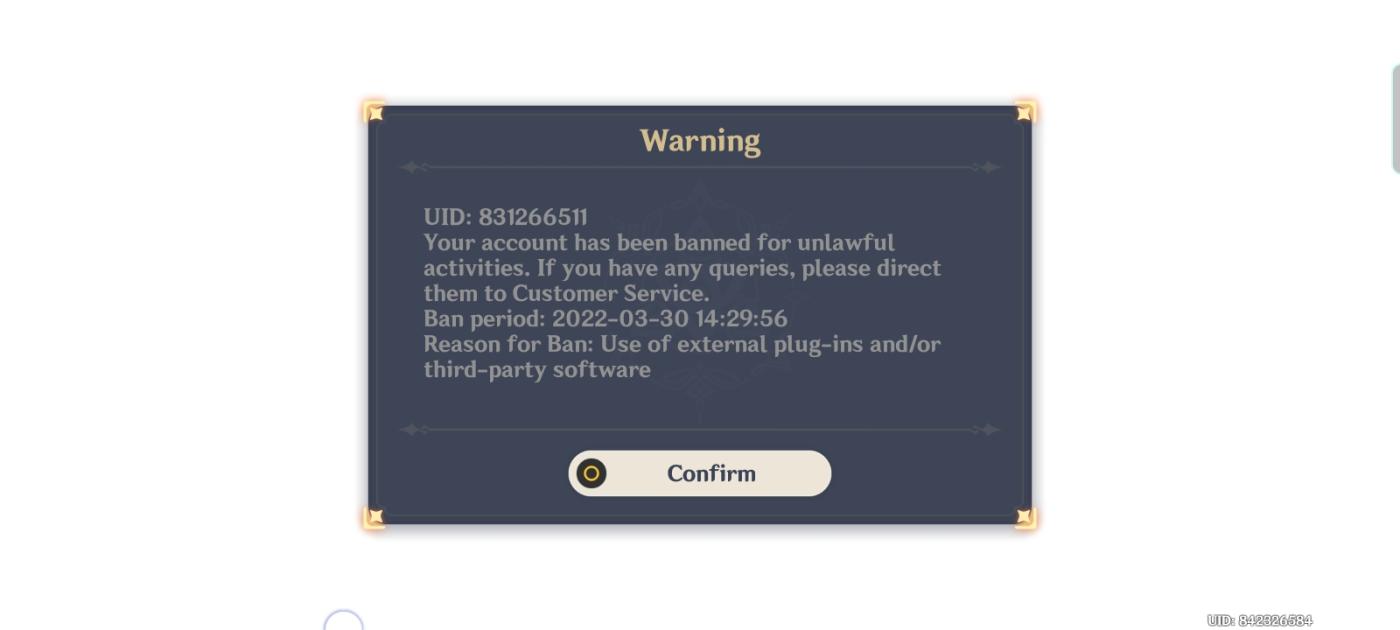 Warning
UID: 831266511
Your account has been banned for unlawful
activities. If you have any queries, please direct
them to Customer Service.
Ban period: 2022-03-30 14:29:56
Reason for Ban: Use of external plug-ins and/or
third-party software
Confirm
UID: 842326584